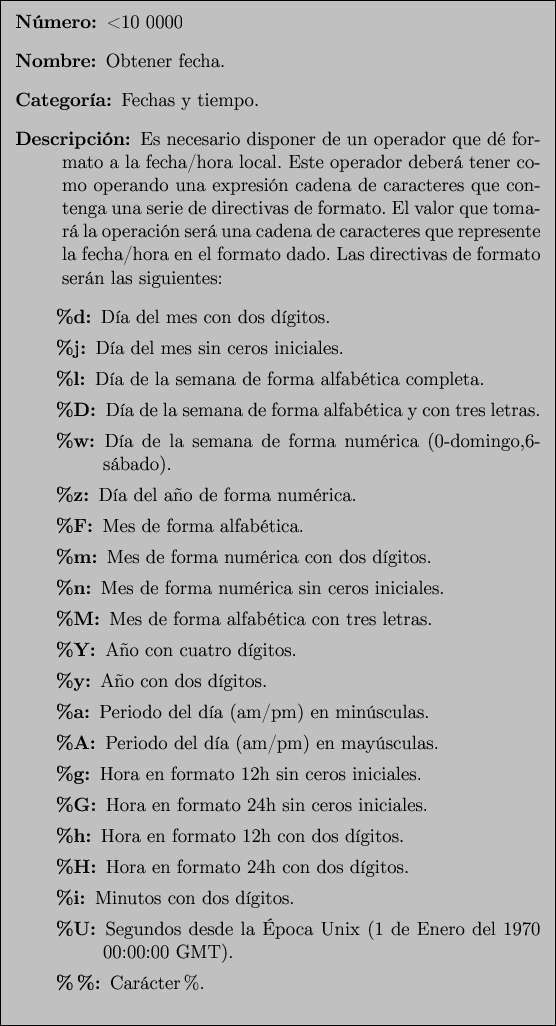 Número: <10 0000
Nombre: Obtener fecha.
Categoría: Fechas y tiempo.
Descripción: Es necesario disponer de un operador que dé for-
mato a la fecha/hora local. Este operador deberá tener co-
mo operando una expresión cadena de caracteres que con-
tenga una serie de directivas de formato. El valor que toma-
rá la operación será una cadena de caracteres que represente
la fecha/hora en el formato dado. Las directivas de formato
serán las siguientes:
%d: Día del mes con dos dígitos.
%j: Día del mes sin ceros iniciales.
%l: Día de la semana de forma alfabética completa.
%D: Día de la semana de forma alfabética y con tres letras.
%w: Día de la semana de forma numérica (0-domingo,6-
sábado).
%z: Día del año de forma numérica.
%F: Mes de forma alfabética.
%m: Mes de forma numérica con dos dígitos.
%n: Mes de forma numérica sin ceros iniciales.
%M: Mes de forma alfabética con tres letras.
%Y: Año con cuatro dígitos.
%y: Año con dos dígitos.
%a: Periodo del día (am/pm) en minúsculas.
%A: Periodo del día (am/pm) en mayúsculas.
%g: Hora en formato 12h sin ceros iniciales.
%G: Hora en formato 24h sin ceros iniciales.
%h: Hora en formato 12h con dos dígitos.
%H: Hora en formato 24h con dos dígitos.
%i: Minutos con dos dígitos.
%U: Segundos desde la Época Unix (1 de Enero del 1970
00:00:00 GMT).
% %: Carácter %.